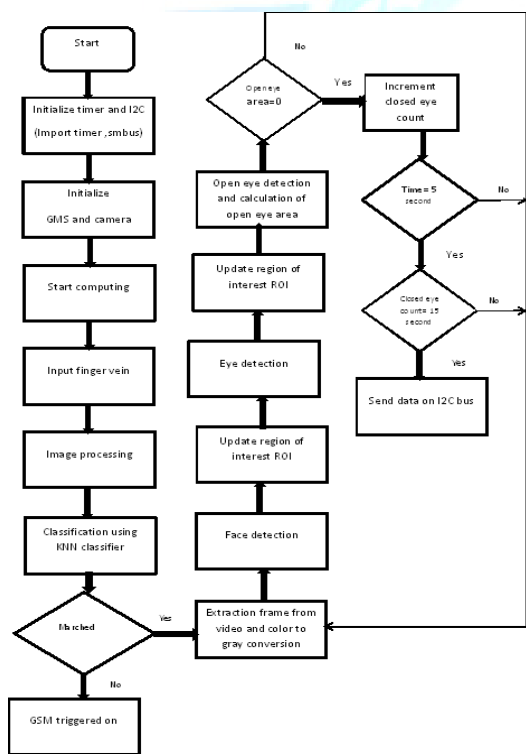 Start
Initialize timer and I2C
(Import timer ,smbus)
Initialize
GMS and camera
Start computing
Input finger vein
Image processing
Classification using
KNN classifier
Marched
Yes
No
GSM triggered on
Extraction frame from
video and color to
gray conversion
Face detection
Update region of
interest ROI
Eye detection
Update region of
interest ROI
Open eye detection
and calculation of
open eye area
Open eye
area=0
No
Yes
Increment
closed eye
count
Time= 5
second
No
Yes
Closed eye
count= 15
second
No
Yes
Send data on I2C bus